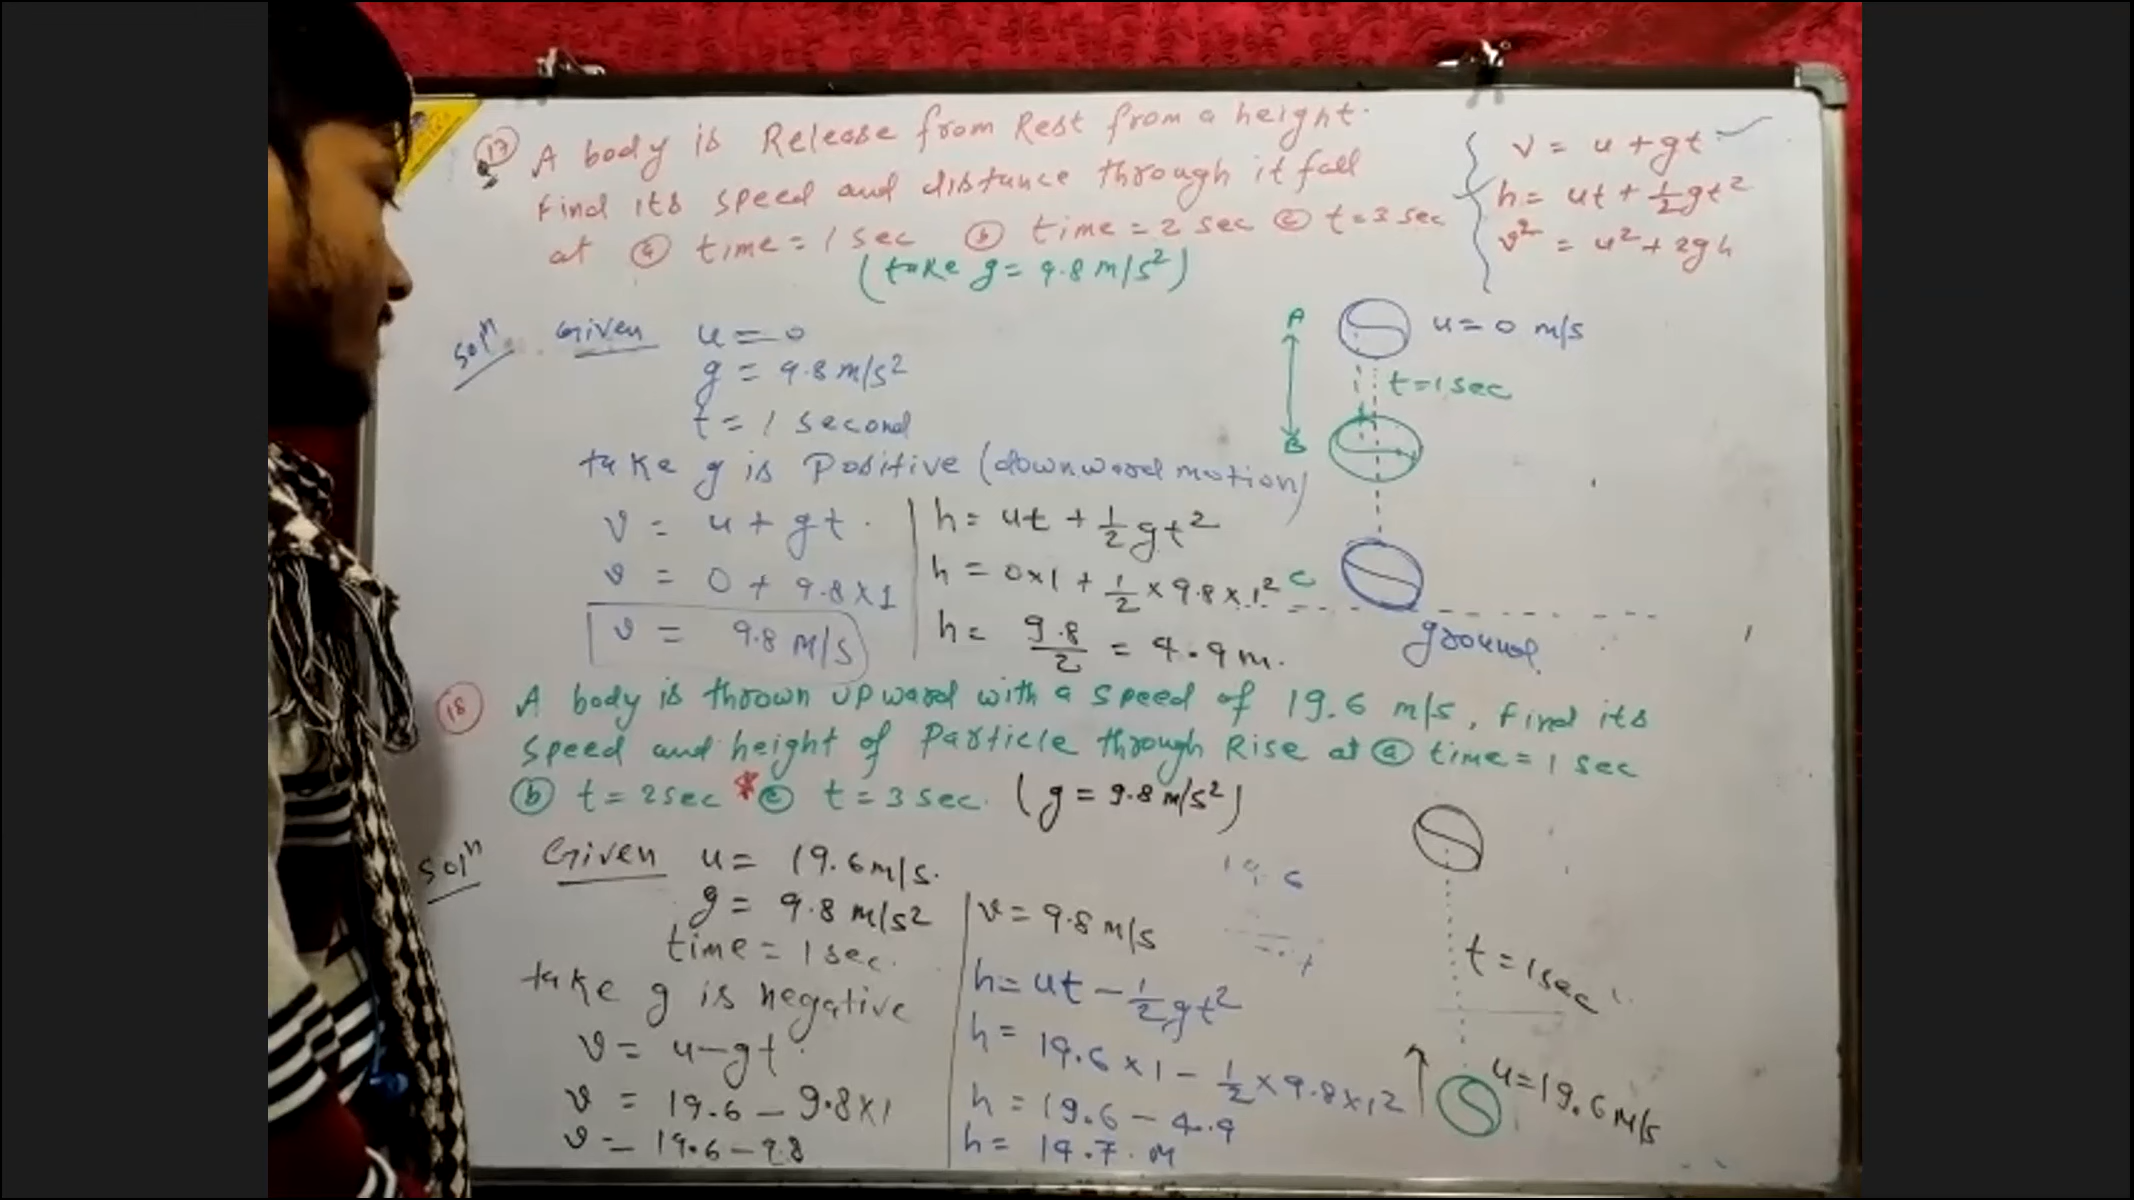 17 A body is Release from Rest from a height.
Find its speed and distance through it fall
at (a) time = 1 sec (b) time = 2 sec (c) t = 3 sec
(take g = 9.8 m/s²)
v = u + gt
h = ut + 1/2 gt²
v² = u² + 2gh
Solⁿ Given u = 0
g = 9.8 m/s²
t = 1 second
take g is Positive (downward motion)
v = u + gt.
v = 0 + 9.8 × 1
v = 9.8 m/s
h = ut + 1/2 gt²
h = 0×1 + 1/2 × 9.8 × 1²
h = 9.8/2 = 4.9 m.
A
u = 0 m/s
t = 1 sec
B
C
ground
18 A body is thrown upward with a speed of 19.6 m/s, Find its
speed and height of Particle through Rise at (a) time = 1 sec
(b) t = 2 sec (c) t = 3 sec. (g = 9.8 m/s²)
Solⁿ Given u = 19.6 m/s.
g = 9.8 m/s²
time = 1 sec.
take g is negative
v = u - gt.
v = 19.6 - 9.8×1
v = 19.6 - 9.8
v = 9.8 m/s
h = ut - 1/2 gt²
h = 19.6 × 1 - 1/2 × 9.8 × 1²
h = 19.6 - 4.9
h = 14.7 . M
t = 1 sec
u = 19.6 M/s